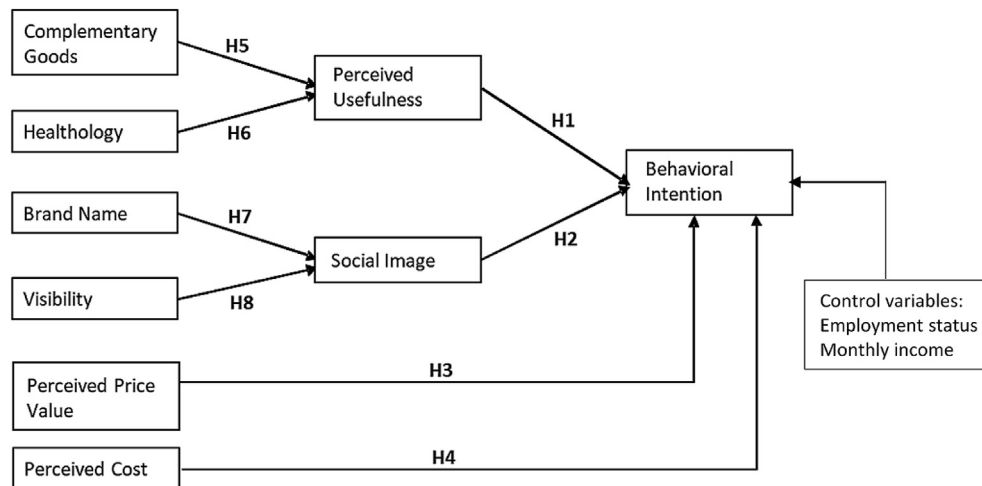 Complementary
Goods
H5
Perceived
Usefulness
Healthology
H6
H1
Behavioral
Intention
Brand Name
H7
H2
Social Image
Visibility
H8
Control variables:
Employment status
Monthly income
Perceived Price
Value
H3
Perceived Cost
H4